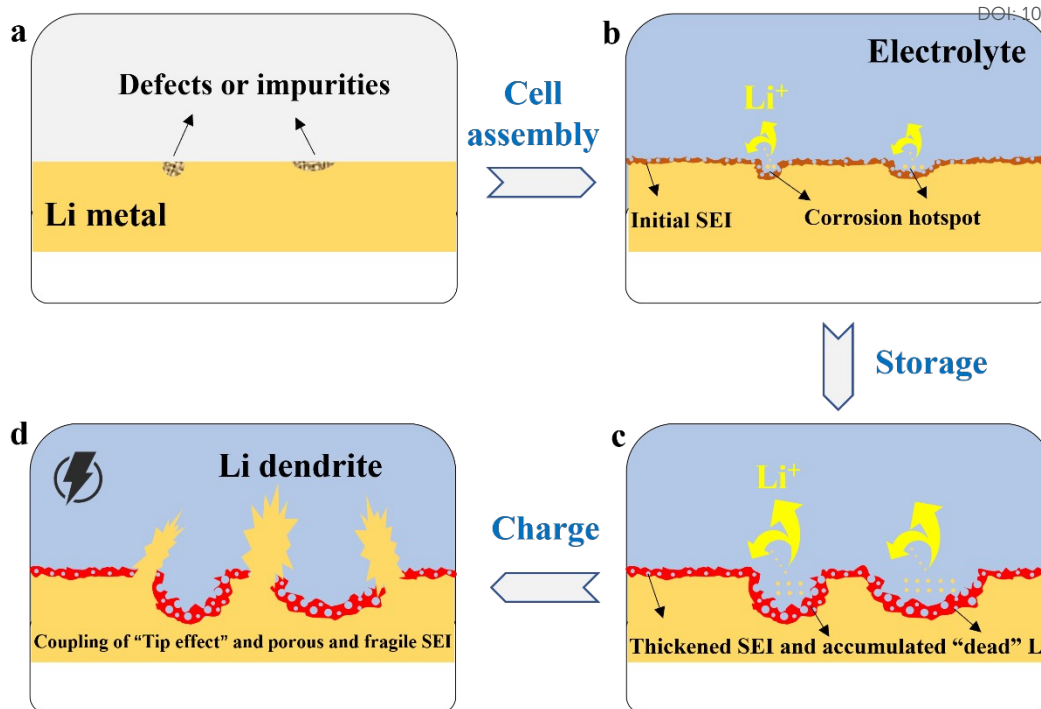 DOI: 10
a
Defects or impurities
Li metal
Cell
assembly
b
Electrolyte
Li⁺
Initial SEI
Corrosion hotspot
Storage
d
Li dendrite
Coupling of “Tip effect” and porous and fragile SEI
Charge
c
Li⁺
Thickened SEI and accumulated “dead” L